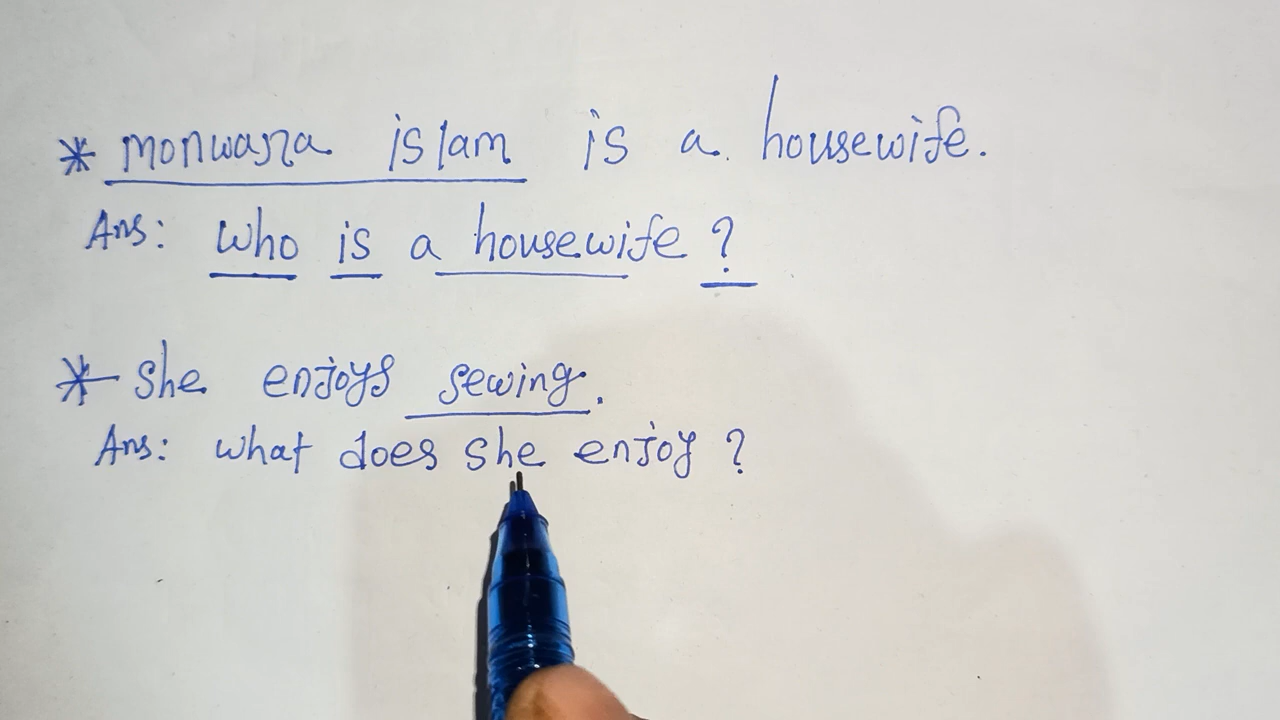 * monwara islam is a housewife.
Ans: who is a housewife ?
* she enjoys sewing.
Ans: what does she enjoy ?